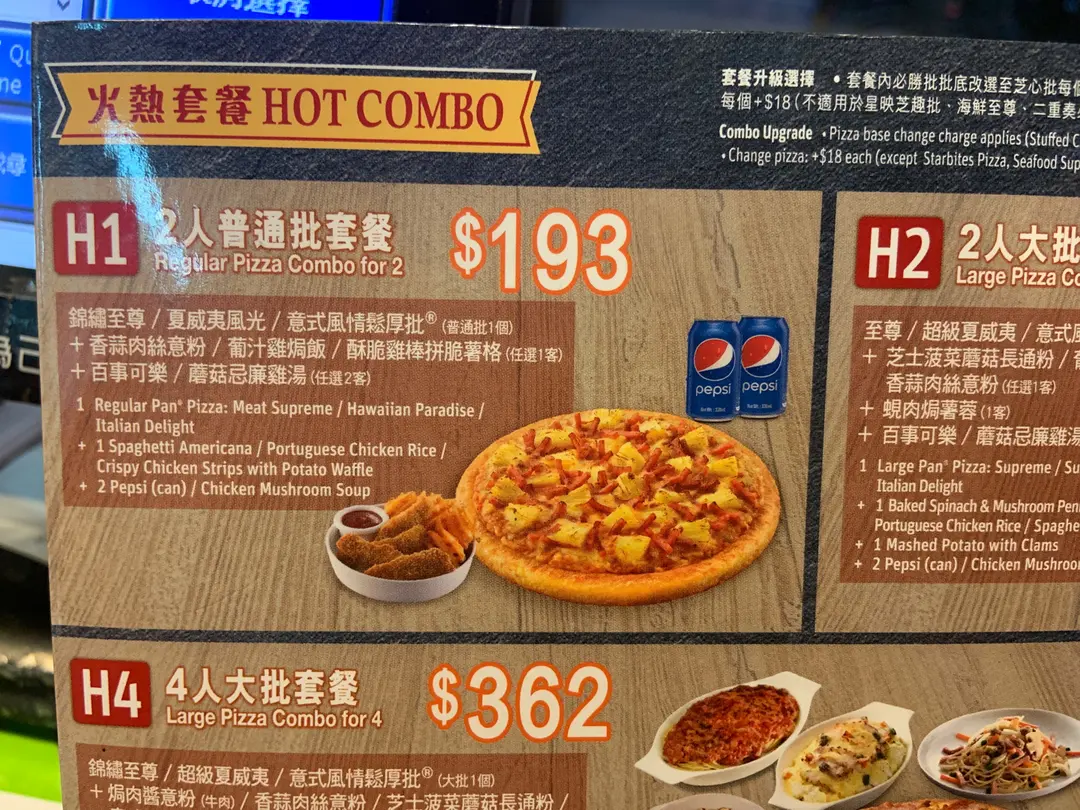 火熱套餐 HOT COMBO
套餐升級選擇 • 套餐內必勝批批底改選至芝心批每
每個+$18(不適用於星映芝趣批、海鮮至尊、二重奏
Combo Upgrade • Pizza base change charge applies (Stuffed
• Change pizza: +$18 each (except Starbites Pizza, Seafood
H1 2人普通批套餐 $193
Regular Pizza Combo for 2
錦繡至尊 / 夏威夷風光 / 意式風情鬆厚批® (普通批1個)
+ 香蒜肉絲意粉 / 葡汁雞焗飯 / 酥脆雞棒拼脆薯格 (任選1客)
+ 百事可樂 / 蘑菇忌廉雞湯 (任選2客)
1 Regular Pan® Pizza: Meat Supreme / Hawaiian Paradise /
Italian Delight
+ 1 Spaghetti Americana / Portuguese Chicken Rice /
Crispy Chicken Strips with Potato Waffle
+ 2 Pepsi (can) / Chicken Mushroom Soup
pepsi
pepsi
H2 2人大批
Large Pizza
至尊 / 超級夏威夷 / 意式
+ 芝士菠菜蘑菇長通粉 /
香蒜肉絲意粉 (任選1客)
+ 蜆肉焗薯蓉 (1客)
+ 百事可樂 / 蘑菇忌廉雞湯
1 Large Pan® Pizza: Supreme /
Italian Delight
+ 1 Baked Spinach & Mushroom
Portuguese Chicken Rice /
+ 1 Mashed Potato with Clams
+ 2 Pepsi (can) / Chicken
H4 4人大批套餐 $362
Large Pizza Combo for 4
錦繡至尊 / 超級夏威夷 / 意式風情鬆厚批® (大批1個)
+ 焗肉醬意粉 (牛肉) / 香蒜肉絲意粉 / 芝士菠菜蘑菇長通粉 /